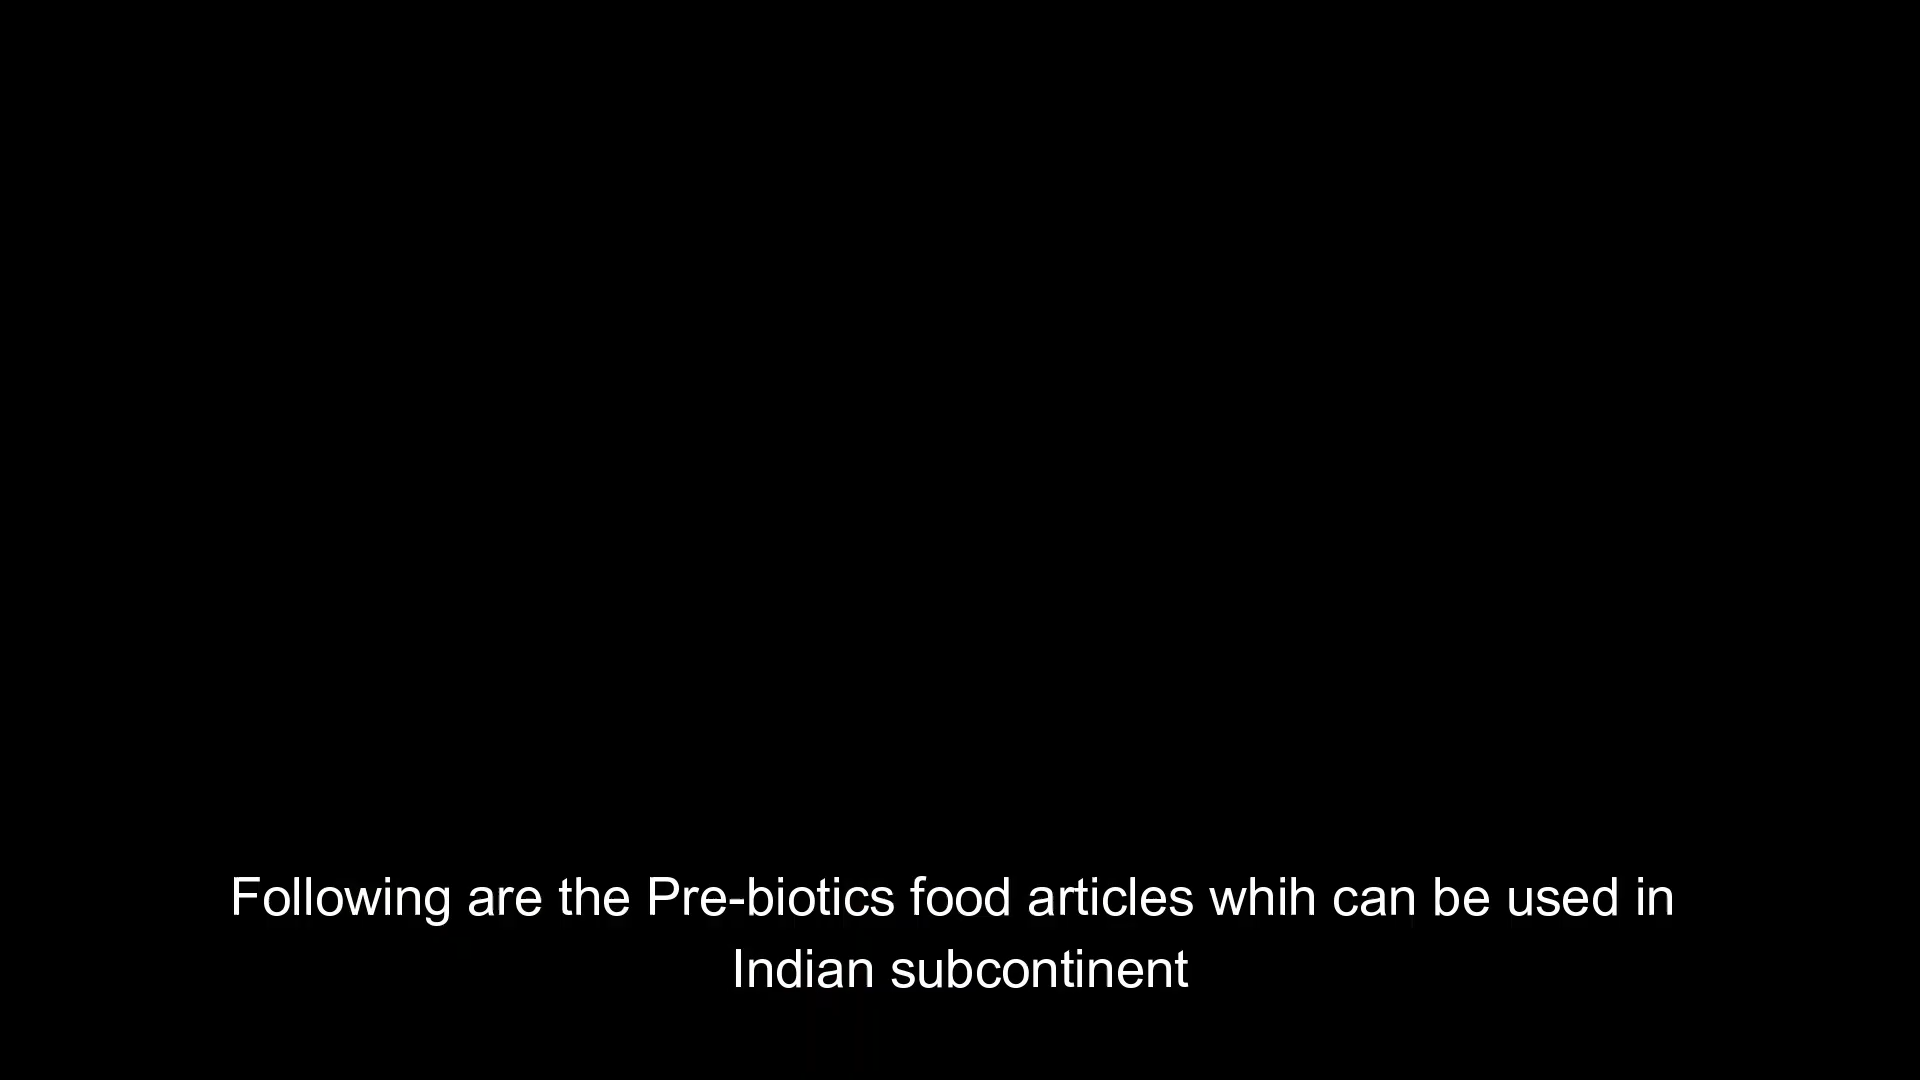 Following are the Pre-biotics food articles whih can be used in
Indian subcontinent